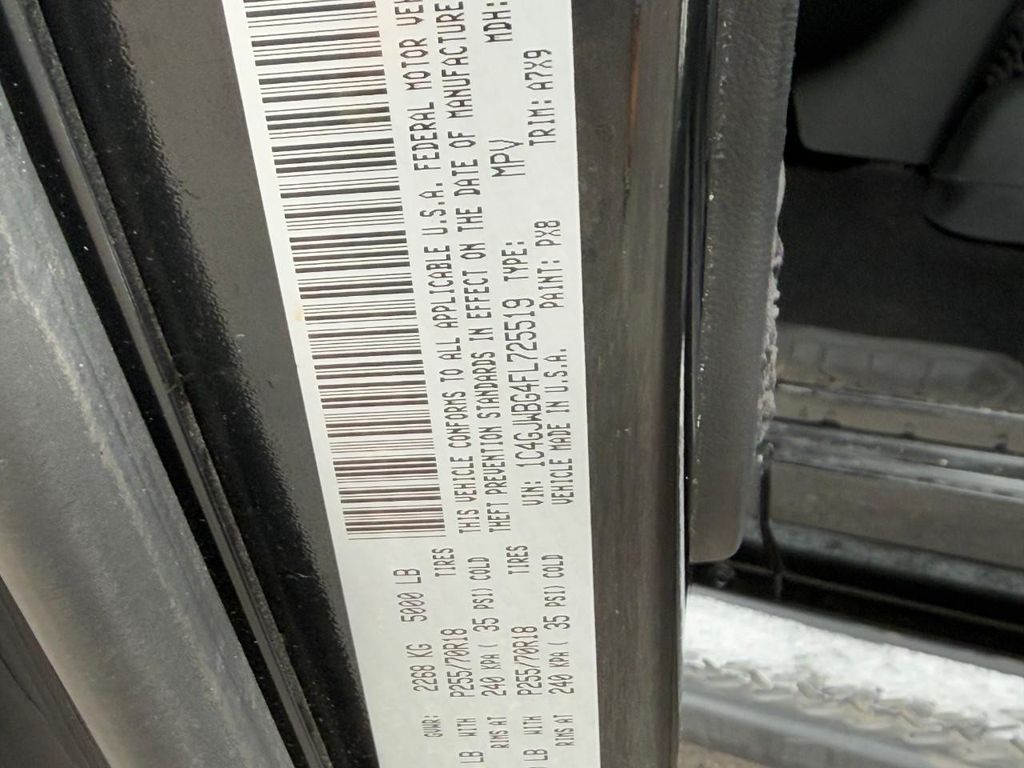 GVWR: 2268 KG 5000 LB
LB WITH P255/70R18 TIRES
RIMS AT 240 KPA ( 35 PSI) COLD
LB WITH P255/70R18 TIRES
RIMS AT 240 KPA ( 35 PSI) COLD
THIS VEHICLE CONFORMS TO ALL APPLICABLE U.S.A. FEDERAL MOTOR VEH
THEFT PREVENTION STANDARDS IN EFFECT ON THE DATE OF MANUFACTURE
VIN: 1C4GJWBG4FL725519 TYPE: MPV MDH:
VEHICLE MADE IN U.S.A. PAINT: PX8 TRIM: A7X9